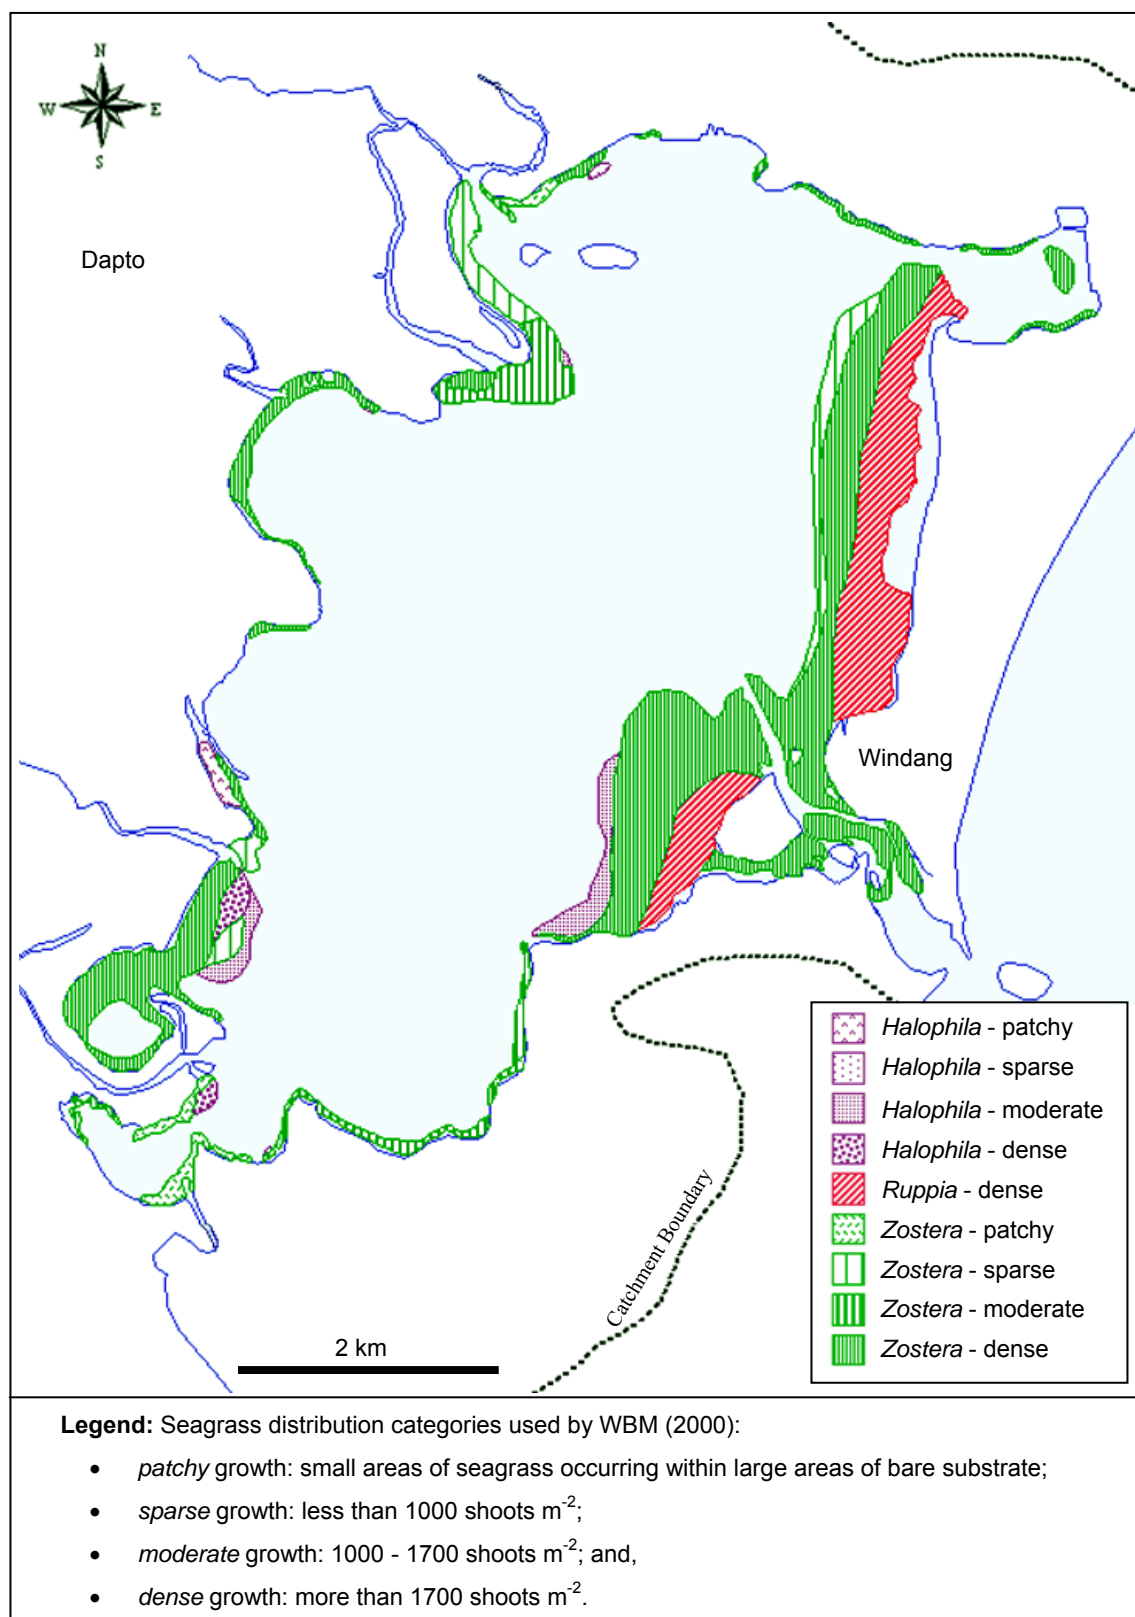 N
W E
S
Dapto
Windang
Halophila - patchy
Halophila - sparse
Halophila - moderate
Halophila - dense
Ruppia - dense
Zostera - patchy
Zostera - sparse
Zostera - moderate
Zostera - dense
Catchment Boundary
2 km
Legend: Seagrass distribution categories used by WBM (2000):
• patchy growth: small areas of seagrass occurring within large areas of bare substrate;
• sparse growth: less than 1000 shoots m⁻²;
• moderate growth: 1000 - 1700 shoots m⁻²; and,
• dense growth: more than 1700 shoots m⁻².